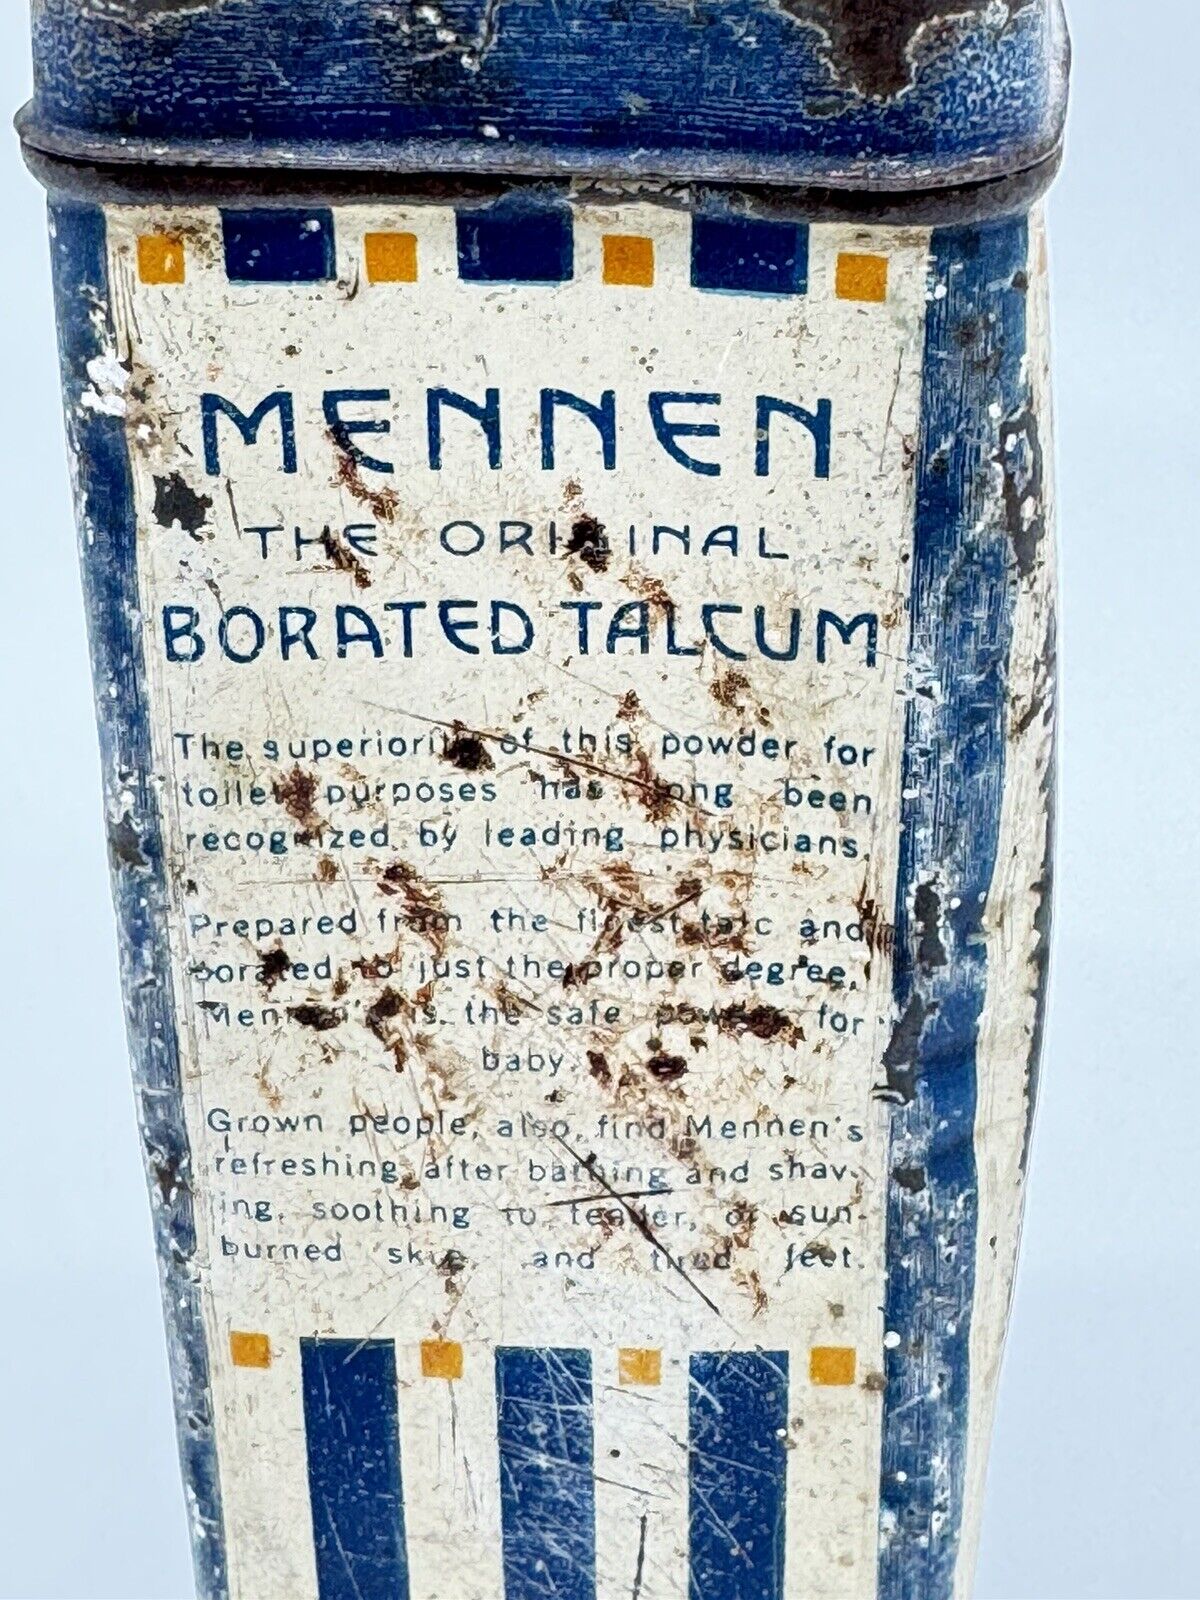 MENNEN
THE ORIGINAL
BORATED TALCUM
The superiority of this powder for
toilet purposes has long been
recognized by leading physicians.
Prepared from the finest talc and
borated to just the proper degree,
Mennen's is the safe powder for
baby.
Grown people, also, find Mennen's
refreshing after bathing and shav-
ing, soothing to tender, or sun-
burned skin and tired feet.